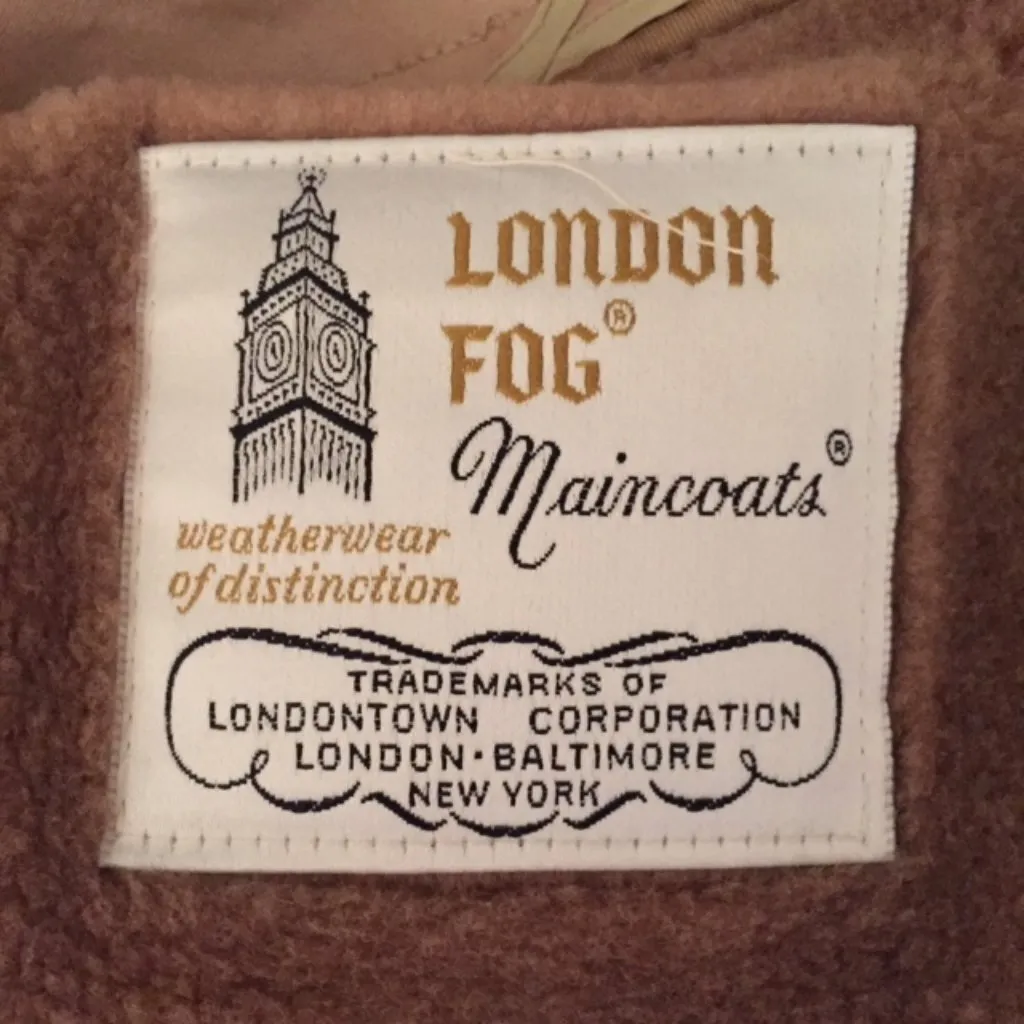 LONDON
FOG®
Maincoats®
weatherwear
of distinction
TRADEMARKS OF
LONDONTOWN CORPORATION
LONDON·BALTIMORE
NEW YORK